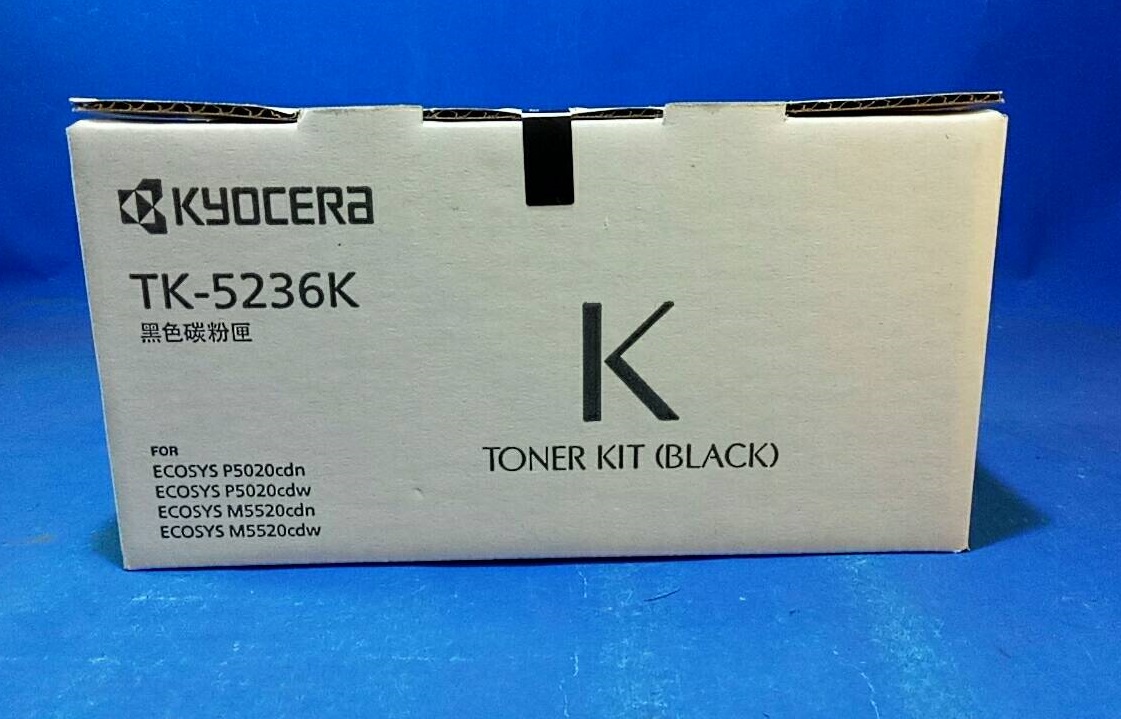 KYOCERA
TK-5236K
黑色碳粉匣
K
TONER KIT (BLACK)
FOR
ECOSYS P5020cdn
ECOSYS P5020cdw
ECOSYS M5520cdn
ECOSYS M5520cdw